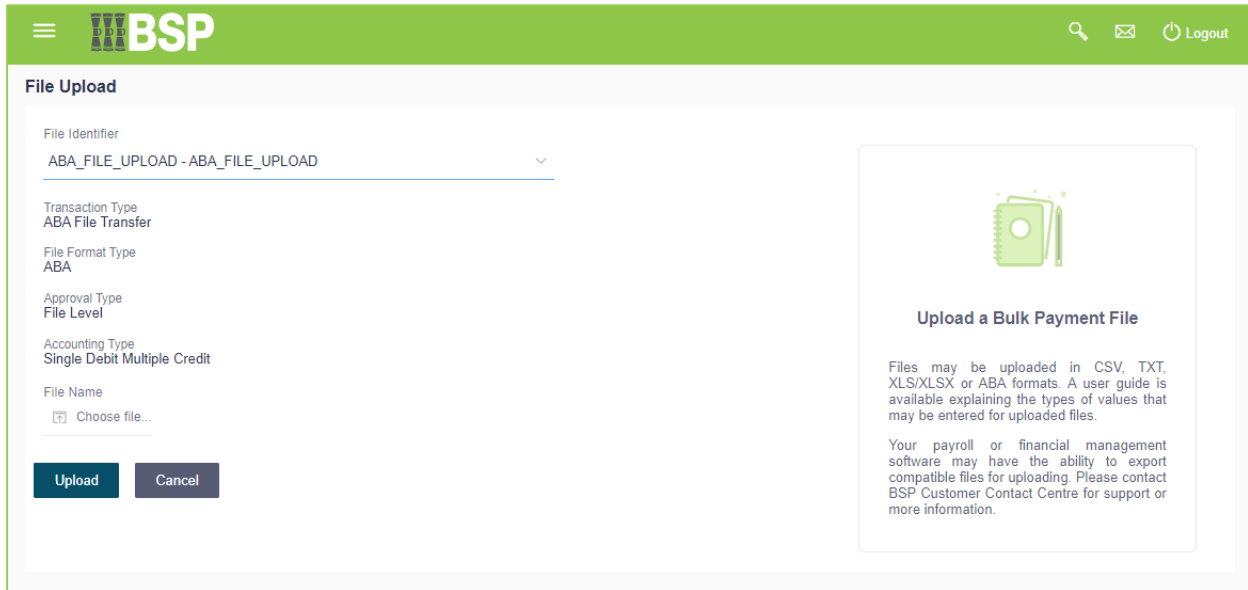 BSP
Logout
File Upload
File Identifier
ABA_FILE_UPLOAD - ABA_FILE_UPLOAD
Transaction Type
ABA File Transfer
File Format Type
ABA
Approval Type
File Level
Accounting Type
Single Debit Multiple Credit
File Name
Choose file...
Upload
Cancel
Upload a Bulk Payment File
Files may be uploaded in CSV, TXT,
XLS/XLSX or ABA formats. A user guide is
available explaining the types of values that
may be entered for uploaded files.
Your payroll or financial management
software may have the ability to export
compatible files for uploading. Please contact
BSP Customer Contact Centre for support or
more information.